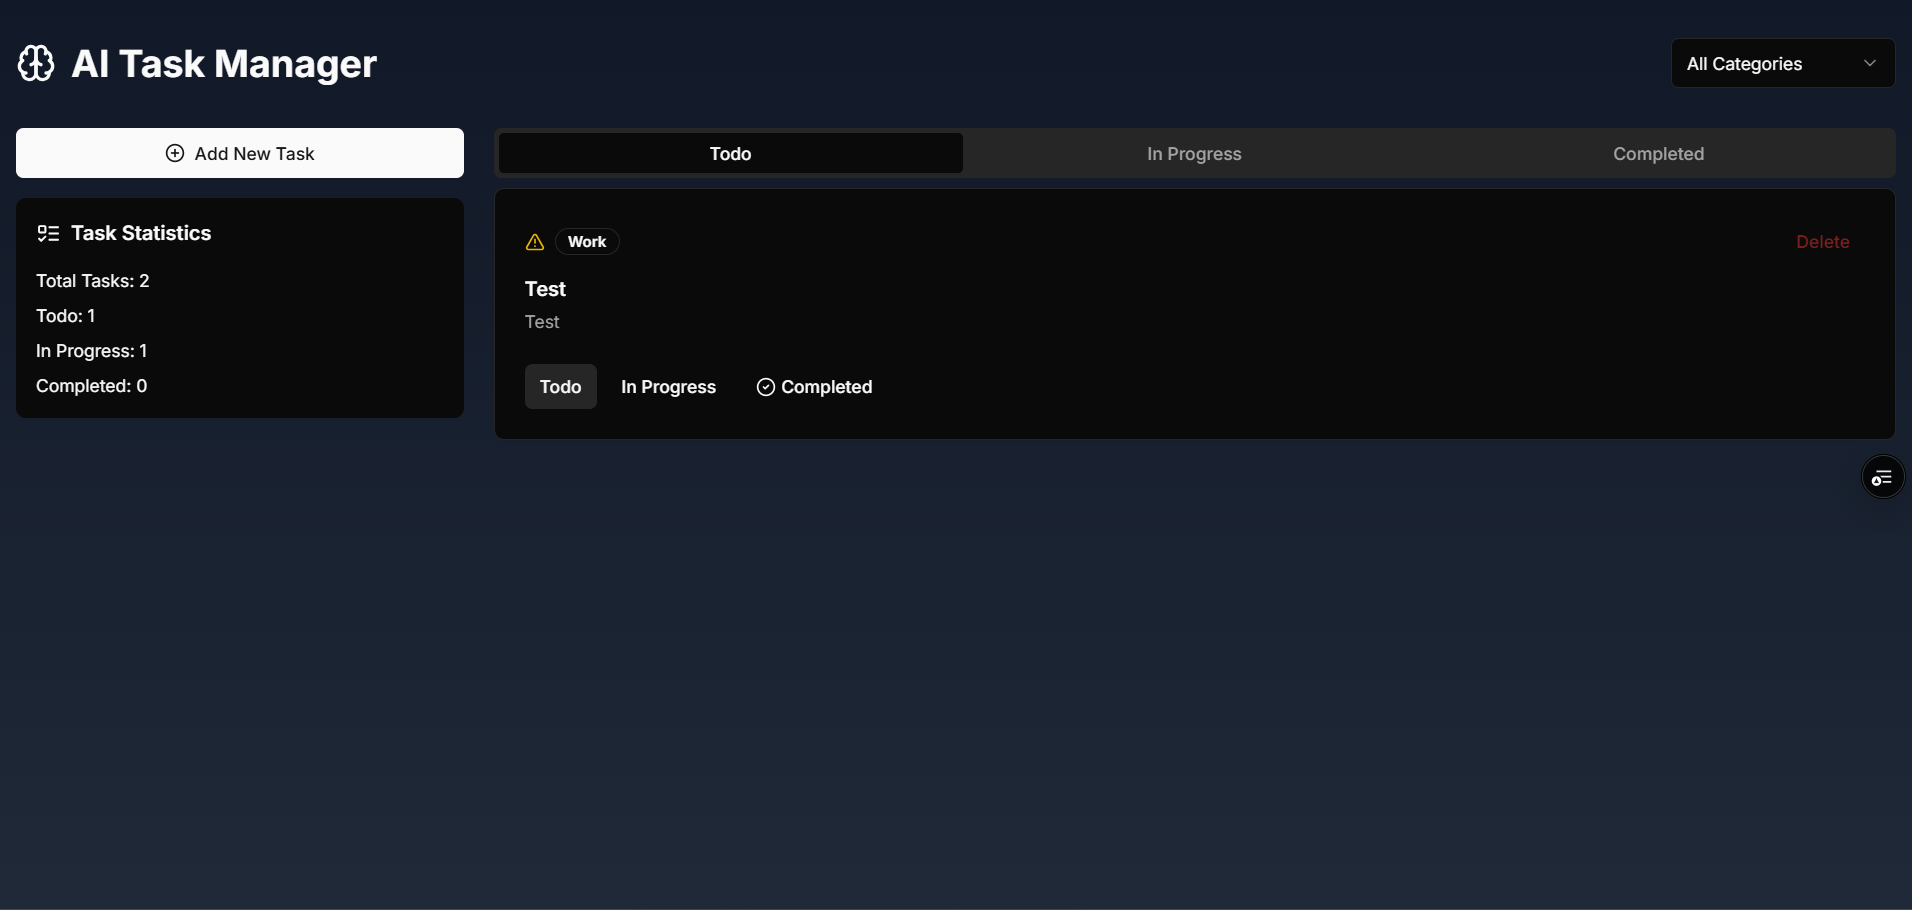 AI Task Manager
All Categories
Add New Task
Task Statistics
Total Tasks: 2
Todo: 1
In Progress: 1
Completed: 0
Todo
In Progress
Completed
Work
Delete
Test
Test
Todo
In Progress
Completed